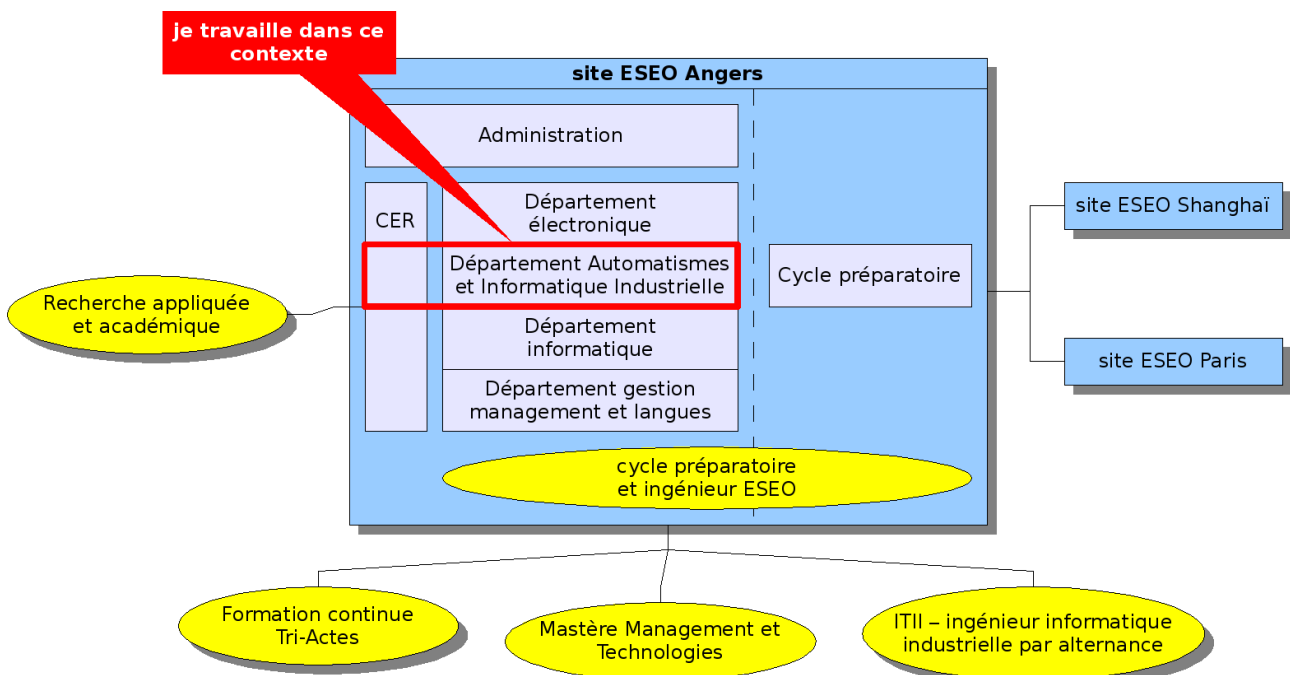 je travaille dans ce
contexte
site ESEO Angers
Administration
CER
Département
électronique
Département Automatismes
et Informatique Industrielle
Département
informatique
Département gestion
management et langues
Cycle préparatoire
site ESEO Shanghaï
site ESEO Paris
Recherche appliquée
et académique
cycle préparatoire
et ingénieur ESEO
Formation continue
Tri-Actes
Mastère Management et
Technologies
ITII – ingénieur informatique
industrielle par alternance